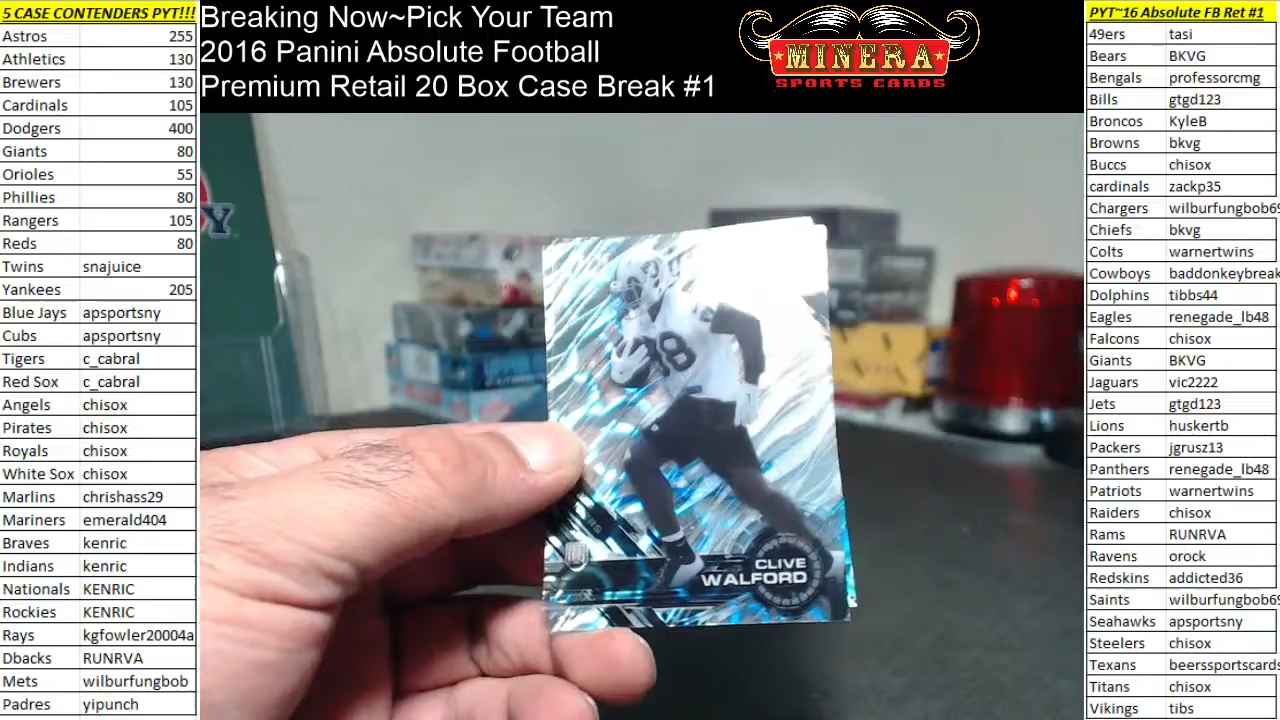 5 CASE CONTENDERS PYT!!!
Astros 255
Athletics 130
Brewers 130
Cardinals 105
Dodgers 400
Giants 80
Orioles 55
Phillies 80
Rangers 105
Reds 80
Twins snajuice
Yankees 205
Blue Jays apsportsny
Cubs apsportsny
Tigers c_cabral
Red Sox c_cabral
Angels chisox
Pirates chisox
Royals chisox
White Sox chisox
Marlins chrishass29
Mariners emerald404
Braves kenric
Indians kenric
Nationals KENRIC
Rockies KENRIC
Rays kgfowler20004a
Dbacks RUNRVA
Mets wilburfungbob
Padres yipunch
Breaking Now~Pick Your Team
2016 Panini Absolute Football
Premium Retail 20 Box Case Break #1
MINERA
SPORTS CARDS
88
CLIVE
WALFORD
PYT~16 Absolute FB Ret #1
49ers tasi
Bears BKVG
Bengals professorcmg
Bills gtgd123
Broncos KyleB
Browns bkvg
Buccs chisox
cardinals zackp35
Chargers wilburfungbob69
Chiefs bkvg
Colts warnertwins
Cowboys baddonkeybreak
Dolphins tibbs44
Eagles renegade_lb48
Falcons chisox
Giants BKVG
Jaguars vic2222
Jets gtgd123
Lions huskertb
Packers jgrusz13
Panthers renegade_lb48
Patriots warnertwins
Raiders chisox
Rams RUNRVA
Ravens orock
Redskins addicted36
Saints wilburfungbob69
Seahawks apsportsny
Steelers chisox
Texans beerssportscards
Titans chisox
Vikings tibs